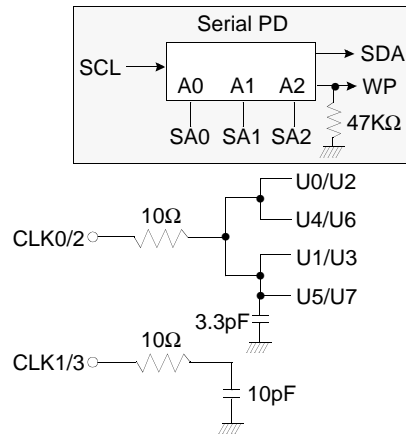 Serial PD
SCL
A0 A1 A2
SDA
WP
47KΩ
SA0 SA1 SA2
U0/U2
10Ω
U4/U6
CLK0/2
U1/U3
U5/U7
3.3pF
10Ω
CLK1/3
10pF